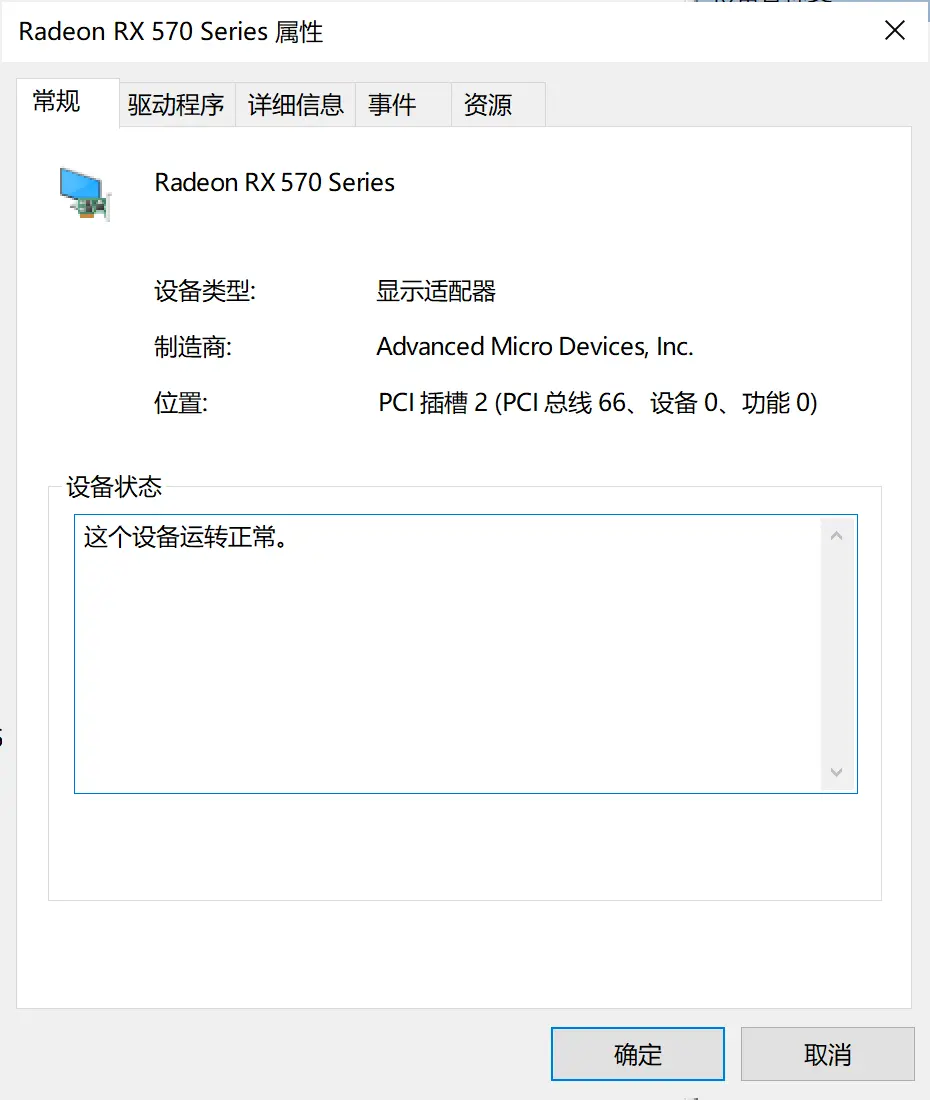 Radeon RX 570 Series 属性
常规 驱动程序 详细信息 事件 资源
Radeon RX 570 Series
设备类型: 显示适配器
制造商: Advanced Micro Devices, Inc.
位置: PCI 插槽 2 (PCI 总线 66、设备 0、功能 0)
设备状态
这个设备运转正常。
确定 取消